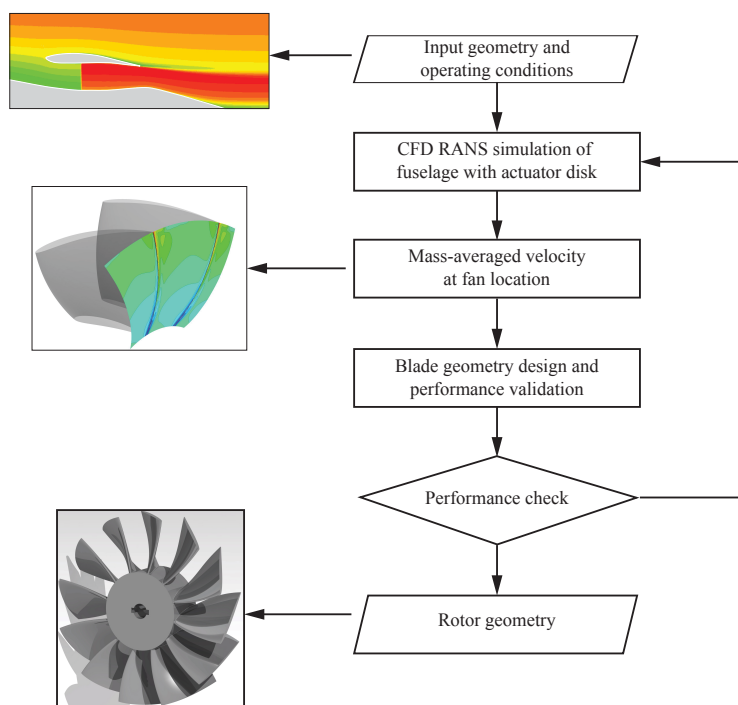 Input geometry and
operating conditions
CFD RANS simulation of
fuselage with actuator disk
Mass-averaged velocity
at fan location
Blade geometry design and
performance validation
Performance check
Rotor geometry